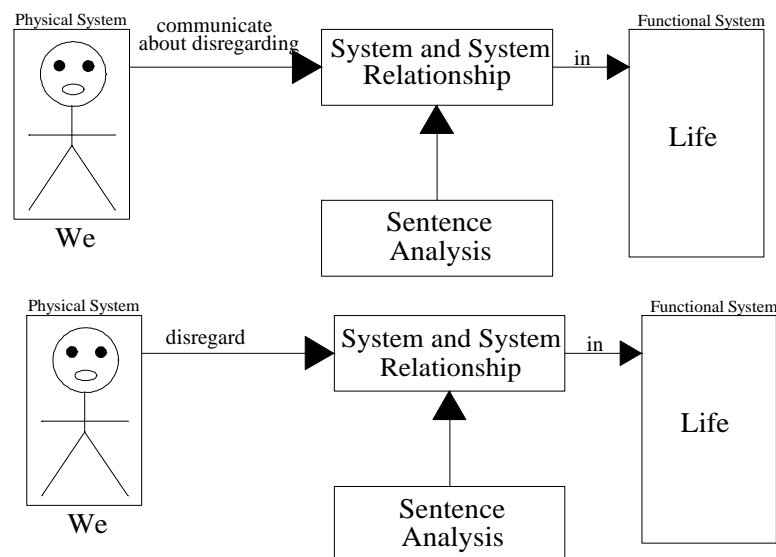 Physical System
communicate
about disregarding
System and System
Relationship
in
Functional System
Life
Sentence
Analysis
We
Physical System
disregard
System and System
Relationship
in
Functional System
Life
Sentence
Analysis
We